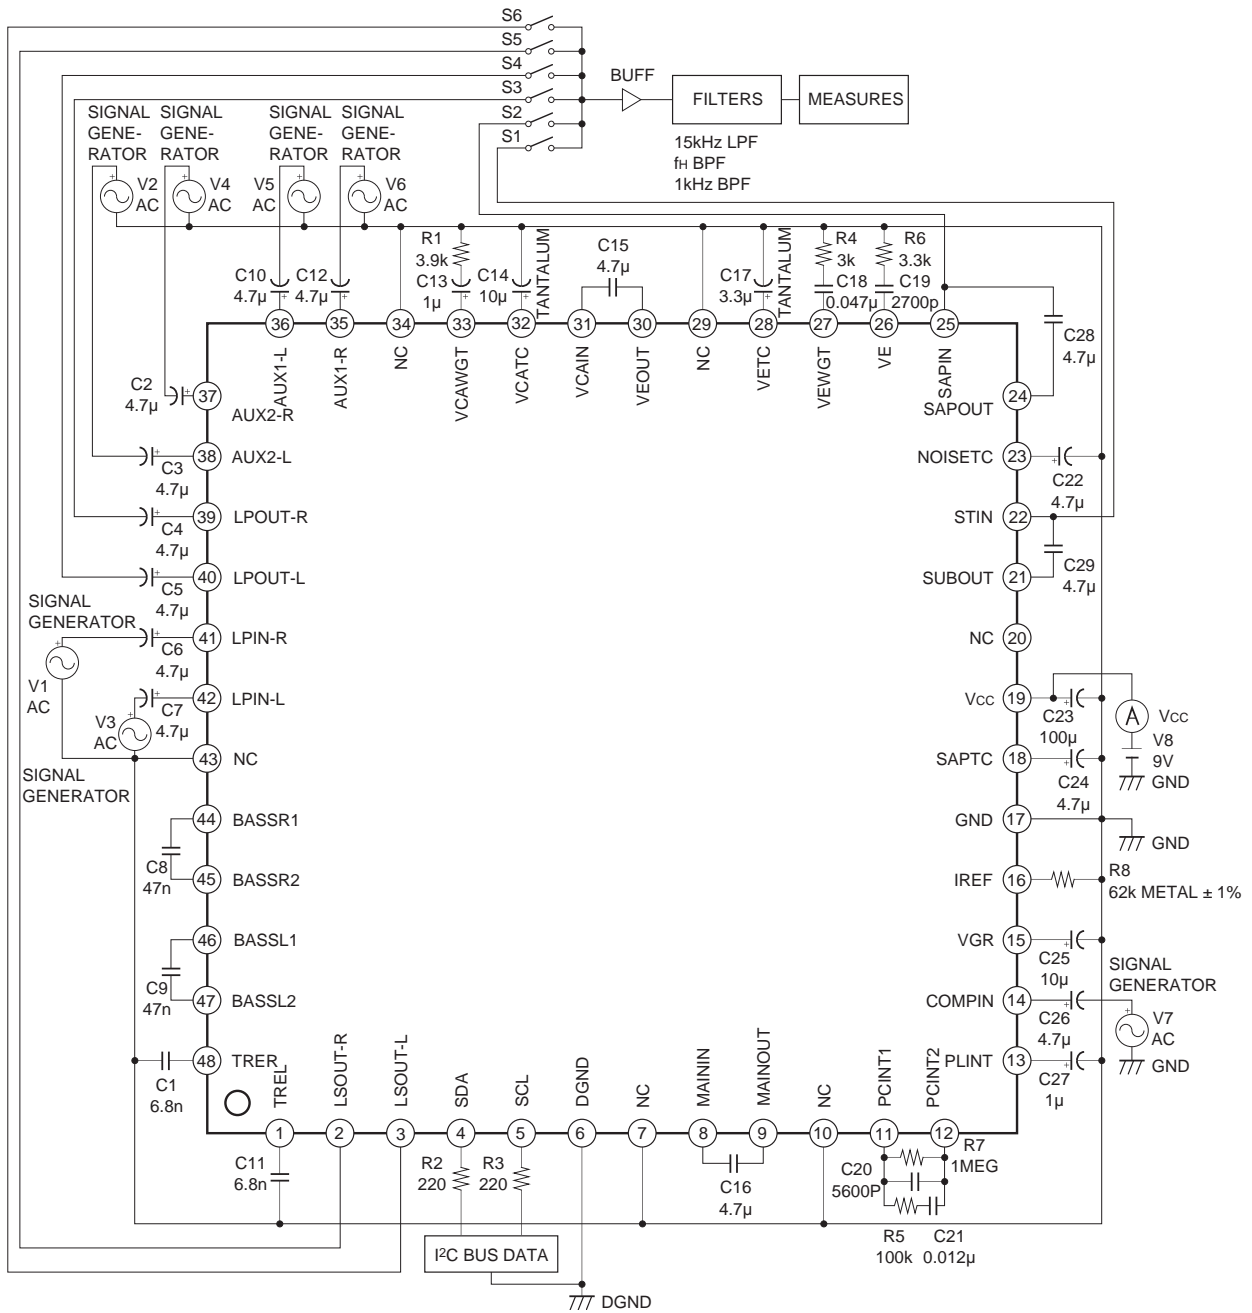 S6
S5
S4
S3
S2
S1
BUFF
FILTERS
MEASURES
15kHz LPF
fH BPF
1kHz BPF
SIGNAL
GENE-
RATOR
SIGNAL
GENE-
RATOR
SIGNAL
GENE-
RATOR
SIGNAL
GENE-
RATOR
V2
AC
V4
AC
V5
AC
V6
AC
C10
4.7µ
C12
4.7µ
R1
3.9k
C13
1µ
C14
10µ
TANTALUM
C15
4.7µ
C17
3.3µ
TANTALUM
R4
3k
C18
0.047µ
R6
3.3k
C19
2700p
36
35
34
33
32
31
30
29
28
27
26
25
AUX1-L
AUX1-R
NC
VCAWGT
VCATC
VCAIN
VEOUT
NC
VETC
VEWGT
VE
SAPIN
C28
4.7µ
C2
4.7µ
37
AUX2-R
24
SAPOUT
C3
4.7µ
38
AUX2-L
NOISETC
23
C22
4.7µ
C4
4.7µ
39
LPOUT-R
STIN
22
C5
4.7µ
40
LPOUT-L
SUBOUT
21
C29
4.7µ
SIGNAL
GENERATOR
V1
AC
C6
4.7µ
41
LPIN-R
NC
20
V3
AC
C7
4.7µ
42
LPIN-L
Vcc
19
C23
100µ
A
Vcc
V8
9V
GND
SIGNAL
GENERATOR
43
NC
SAPTC
18
C24
4.7µ
44
BASSR1
GND
17
GND
C8
47n
45
BASSR2
IREF
16
R8
62k METAL ± 1%
46
BASSL1
VGR
15
C25
10µ
C9
47n
47
BASSL2
COMPIN
14
C26
4.7µ
SIGNAL
GENERATOR
V7
AC
GND
48
TRER
C1
6.8n
PLINT
13
C27
1µ
TREL
LSOUT-R
LSOUT-L
SDA
SCL
DGND
NC
MAININ
MAINOUT
NC
PCINT1
PCINT2
1
2
3
4
5
6
7
8
9
10
11
12
C11
6.8n
R2
220
R3
220
C16
4.7µ
C20
5600P
R7
1MEG
R5
100k
C21
0.012µ
I²C BUS DATA
DGND